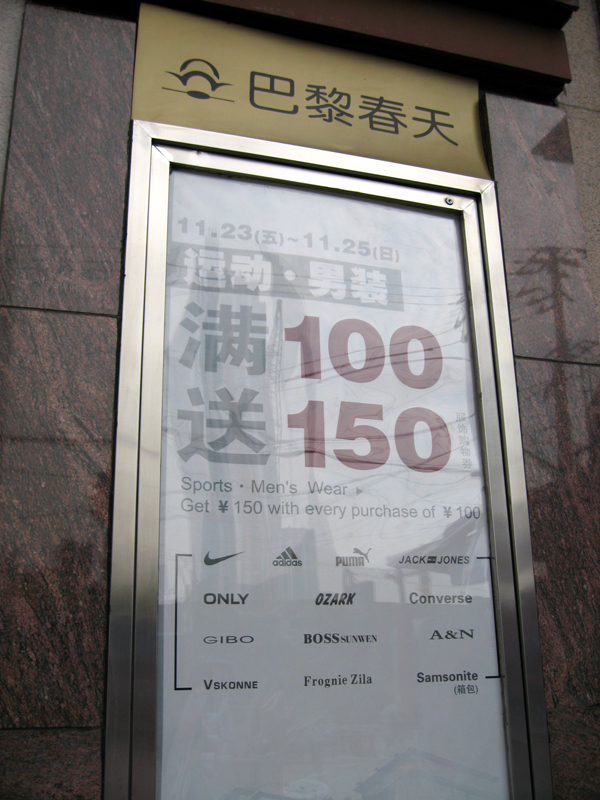 巴黎春天
11.23(五)~11.25(日)
运动·男装
满100
送150
Sports · Men's Wear ▸
Get ¥150 with every purchase of ¥100
adidas PUMA JACK JONES
ONLY OZARK Converse
GIBO BOSSSUNWEN A&N
VSKONNE Frognie Zila Samsonite
(箱包)